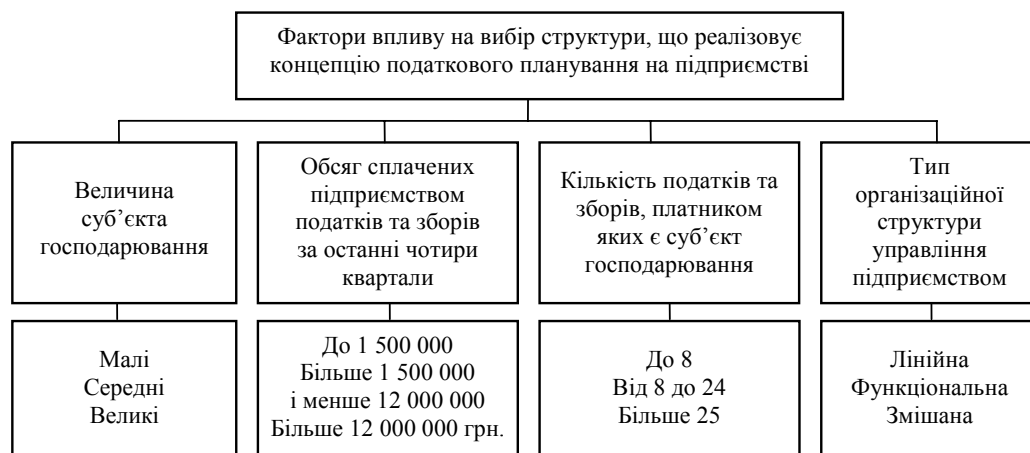 Фактори впливу на вибір структури, що реалізовує
концепцію податкового планування на підприємстві
Величина
суб’єкта
господарювання
Обсяг сплачених
підприємством
податків та зборів
за останні чотири
квартали
Кількість податків та
зборів, платником
яких є суб’єкт
господарювання
Тип
організаційної
структури
управління
підприємством
Малі
Середні
Великі
До 1 500 000
Більше 1 500 000
і менше 12 000 000
Більше 12 000 000 грн.
До 8
Від 8 до 24
Більше 25
Лінійна
Функціональна
Змішана